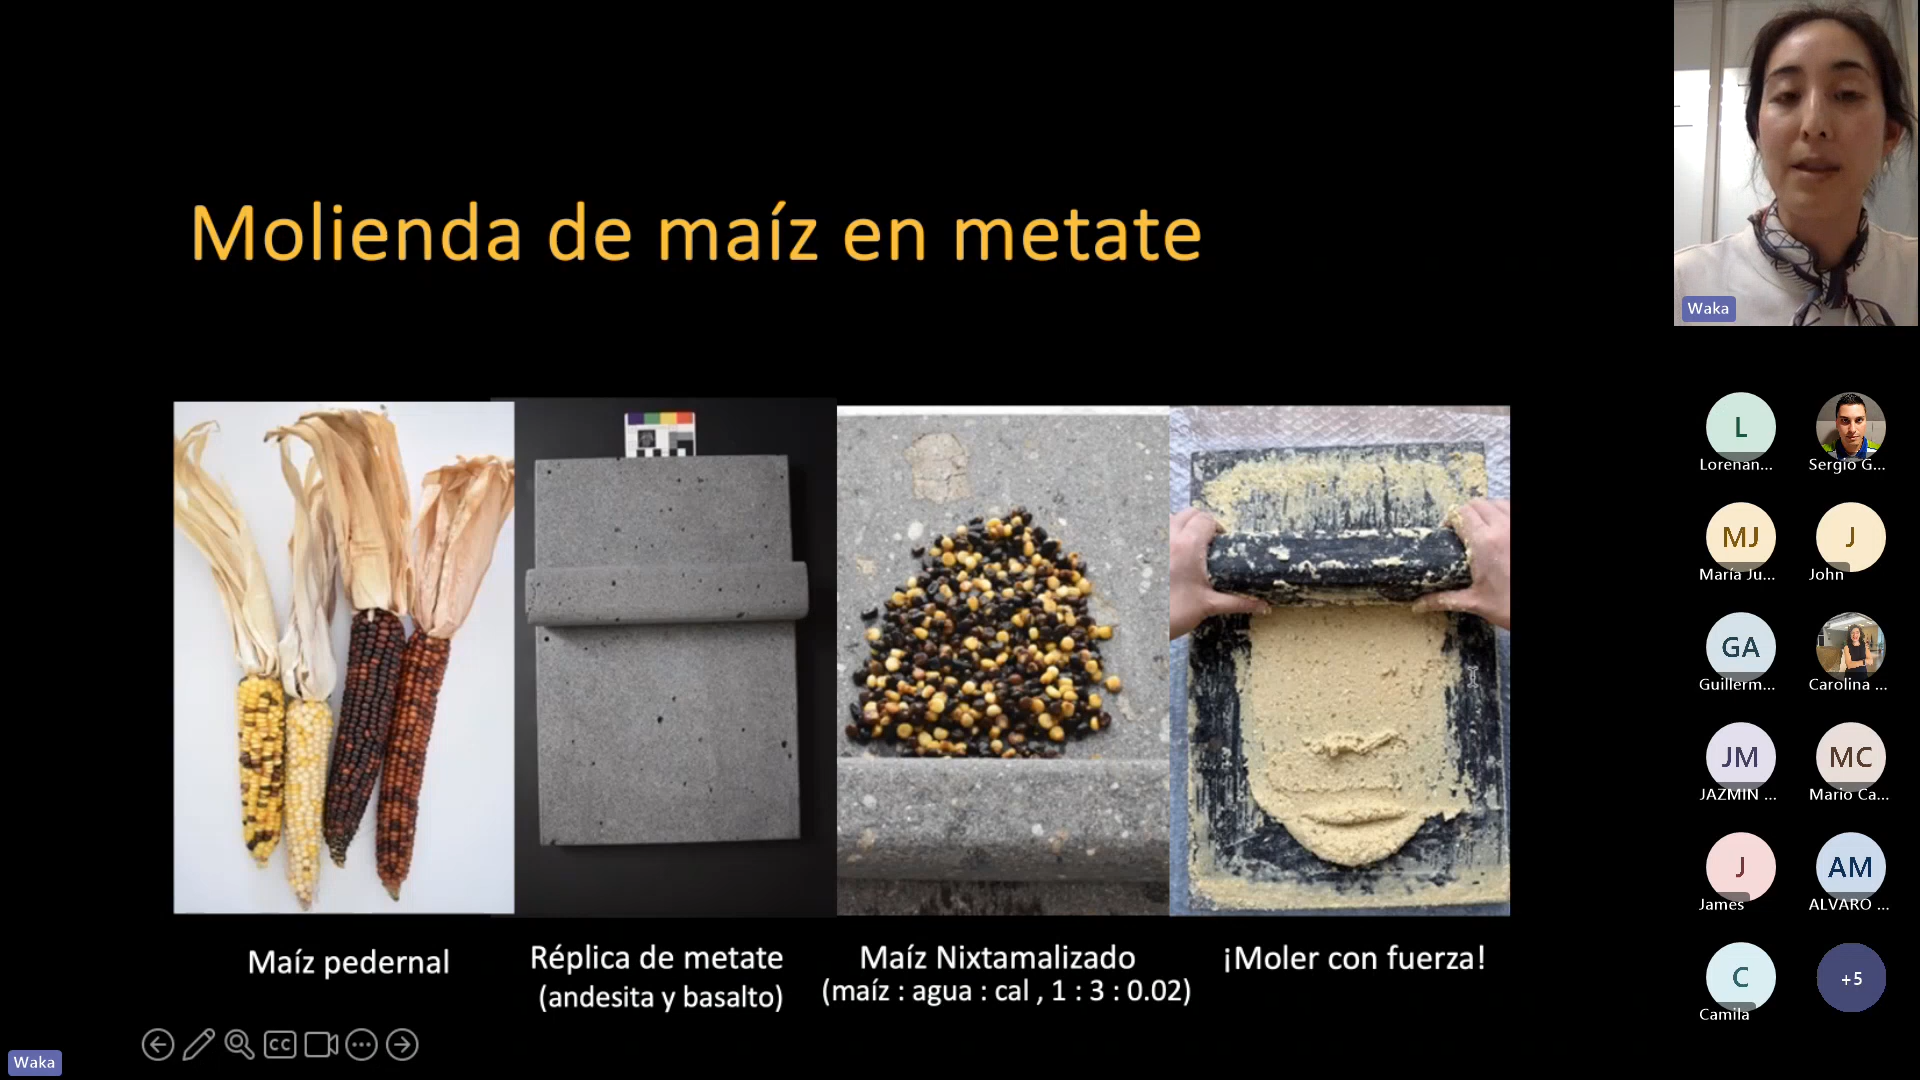 Molienda de maíz en metate
Maíz pedernal
Réplica de metate
(andesita y basalto)
Maíz Nixtamalizado
(maíz : agua : cal , 1 : 3 : 0.02)
¡Moler con fuerza!
CC
Waka
Waka
L
Lorenan...
Sergio G...
MJ
María Ju...
J
John
GA
Guillerm...
Carolina ...
JM
JAZMIN ...
MC
Mario Ca...
J
James
AM
ALVARO ...
C
Camila
+5